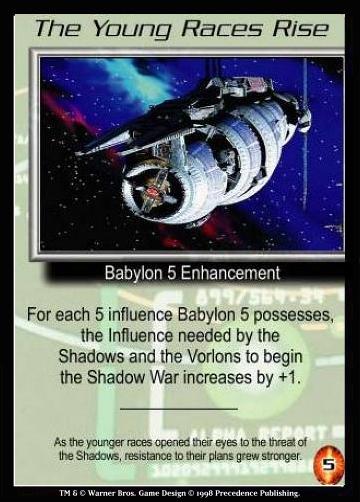 The Young Races Rise
Babylon 5 Enhancement
For each 5 influence Babylon 5 possesses,
the Influence needed by the
Shadows and the Vorlons to begin
the Shadow War increases by +1.
As the younger races opened their eyes to the threat of
the Shadows, resistance to their plans grew stronger.
5
TM & © Warner Bros. Game Design © 1998 Precedence Publishing.